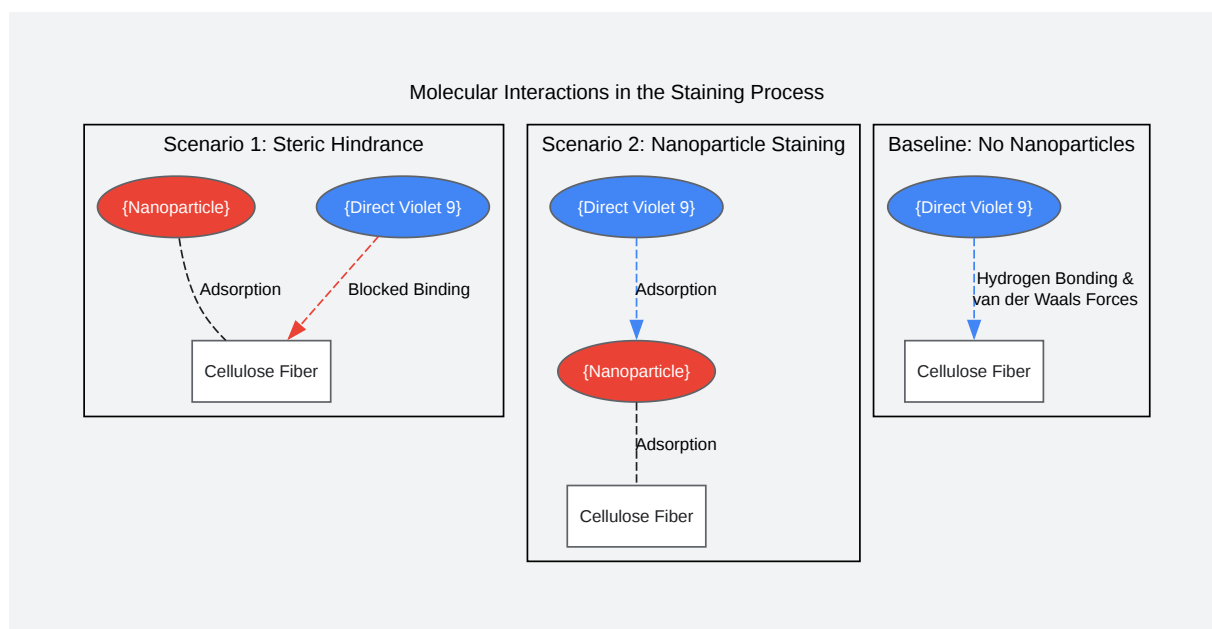 Molecular Interactions in the Staining Process
Scenario 1: Steric Hindrance
{Nanoparticle}
{Direct Violet 9}
Adsorption
Blocked Binding
Cellulose Fiber
Scenario 2: Nanoparticle Staining
{Direct Violet 9}
Adsorption
{Nanoparticle}
Adsorption
Cellulose Fiber
Baseline: No Nanoparticles
{Direct Violet 9}
Hydrogen Bonding &
van der Waals Forces
Cellulose Fiber